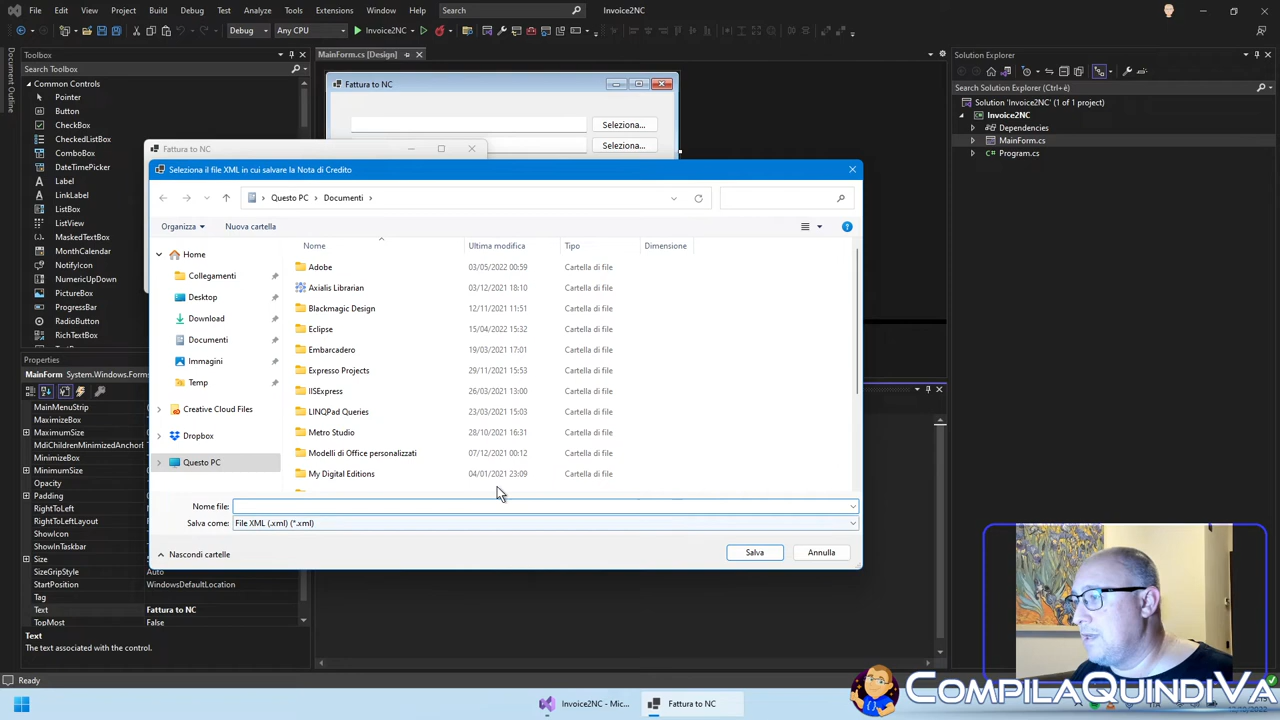 File Edit View Project Build Debug Design Format Test Analyze Tools Extensions Window Help Search Invoice2NC
Debug Any CPU Invoice2NC
Document Outline
Toolbox
Search Toolbox
Common Controls
Pointer
Button
CheckBox
CheckedListBox
ComboBox
DateTimePicker
Label
LinkLabel
ListBox
ListView
MaskedTextBox
MonthCalendar
NotifyIcon
NumericUpDown
PictureBox
ProgressBar
RadioButton
RichTextBox
MainForm.cs [Design]
Fattura to NC
Seleziona...
Seleziona...
Fattura to NC
Seleziona il file XML in cui salvare la Nota di Credito
Questo PC Documenti
Organizza Nuova cartella
Nome Ultima modifica Tipo Dimensione
Home
Collegamenti
Desktop
Download
Documenti
Immagini
Temp
Creative Cloud Files
Dropbox
Questo PC
Adobe 03/05/2022 00:59 Cartella di file
Axialis Librarian 03/12/2021 18:10 Cartella di file
Blackmagic Design 12/11/2021 11:51 Cartella di file
Eclipse 15/04/2022 15:32 Cartella di file
Embarcadero 19/03/2021 17:01 Cartella di file
Expresso Projects 29/11/2021 15:53 Cartella di file
IISExpress 26/03/2021 13:00 Cartella di file
LINQPad Queries 23/03/2021 15:03 Cartella di file
Metro Studio 28/10/2021 16:31 Cartella di file
Modelli di Office personalizzati 07/12/2021 00:12 Cartella di file
My Digital Editions 04/01/2021 23:09 Cartella di file
Nome file:
Salva come: File XML (.xml) (*.xml)
Nascondi cartelle Salva Annulla
Solution Explorer
Search Solution Explorer (Ctrl+è)
Solution 'Invoice2NC' (1 of 1 project)
Invoice2NC
Dependencies
MainForm.cs
Program.cs
Properties
MainForm System.Windows.Form
MainMenuStrip
MaximizeBox
MaximumSize
MdiChildrenMinimizedAnchorl
MinimizeBox
MinimumSize
Opacity
Padding
RightToLeft
RightToLeftLayout
ShowIcon
ShowInTaskbar
Size
SizeGripStyle Auto
StartPosition WindowsDefaultLocation
Tag
Text Fattura to NC
TopMost False
Text
The text associated with the control.
Ready
Invoice2NC - Mic... Fattura to NC
CompilaQuindiVa